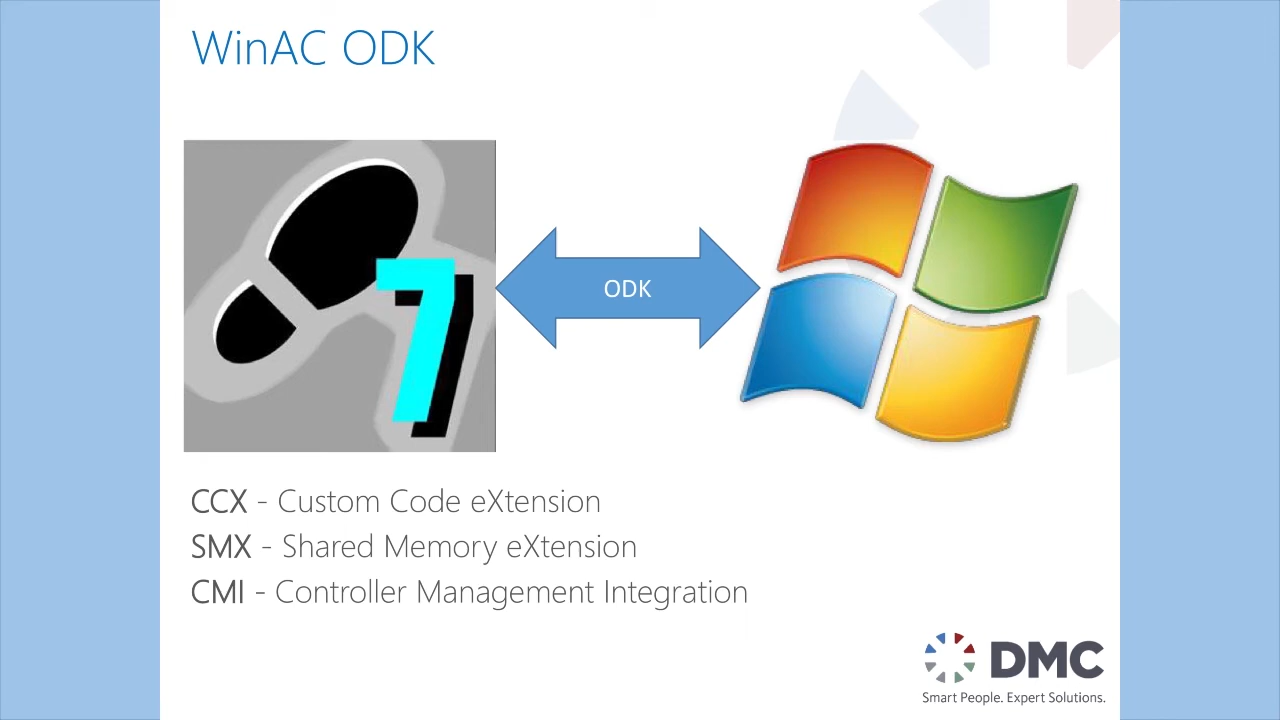 WinAC ODK
7
ODK
CCX - Custom Code eXtension
SMX - Shared Memory eXtension
CMI - Controller Management Integration
DMC
Smart People. Expert Solutions.